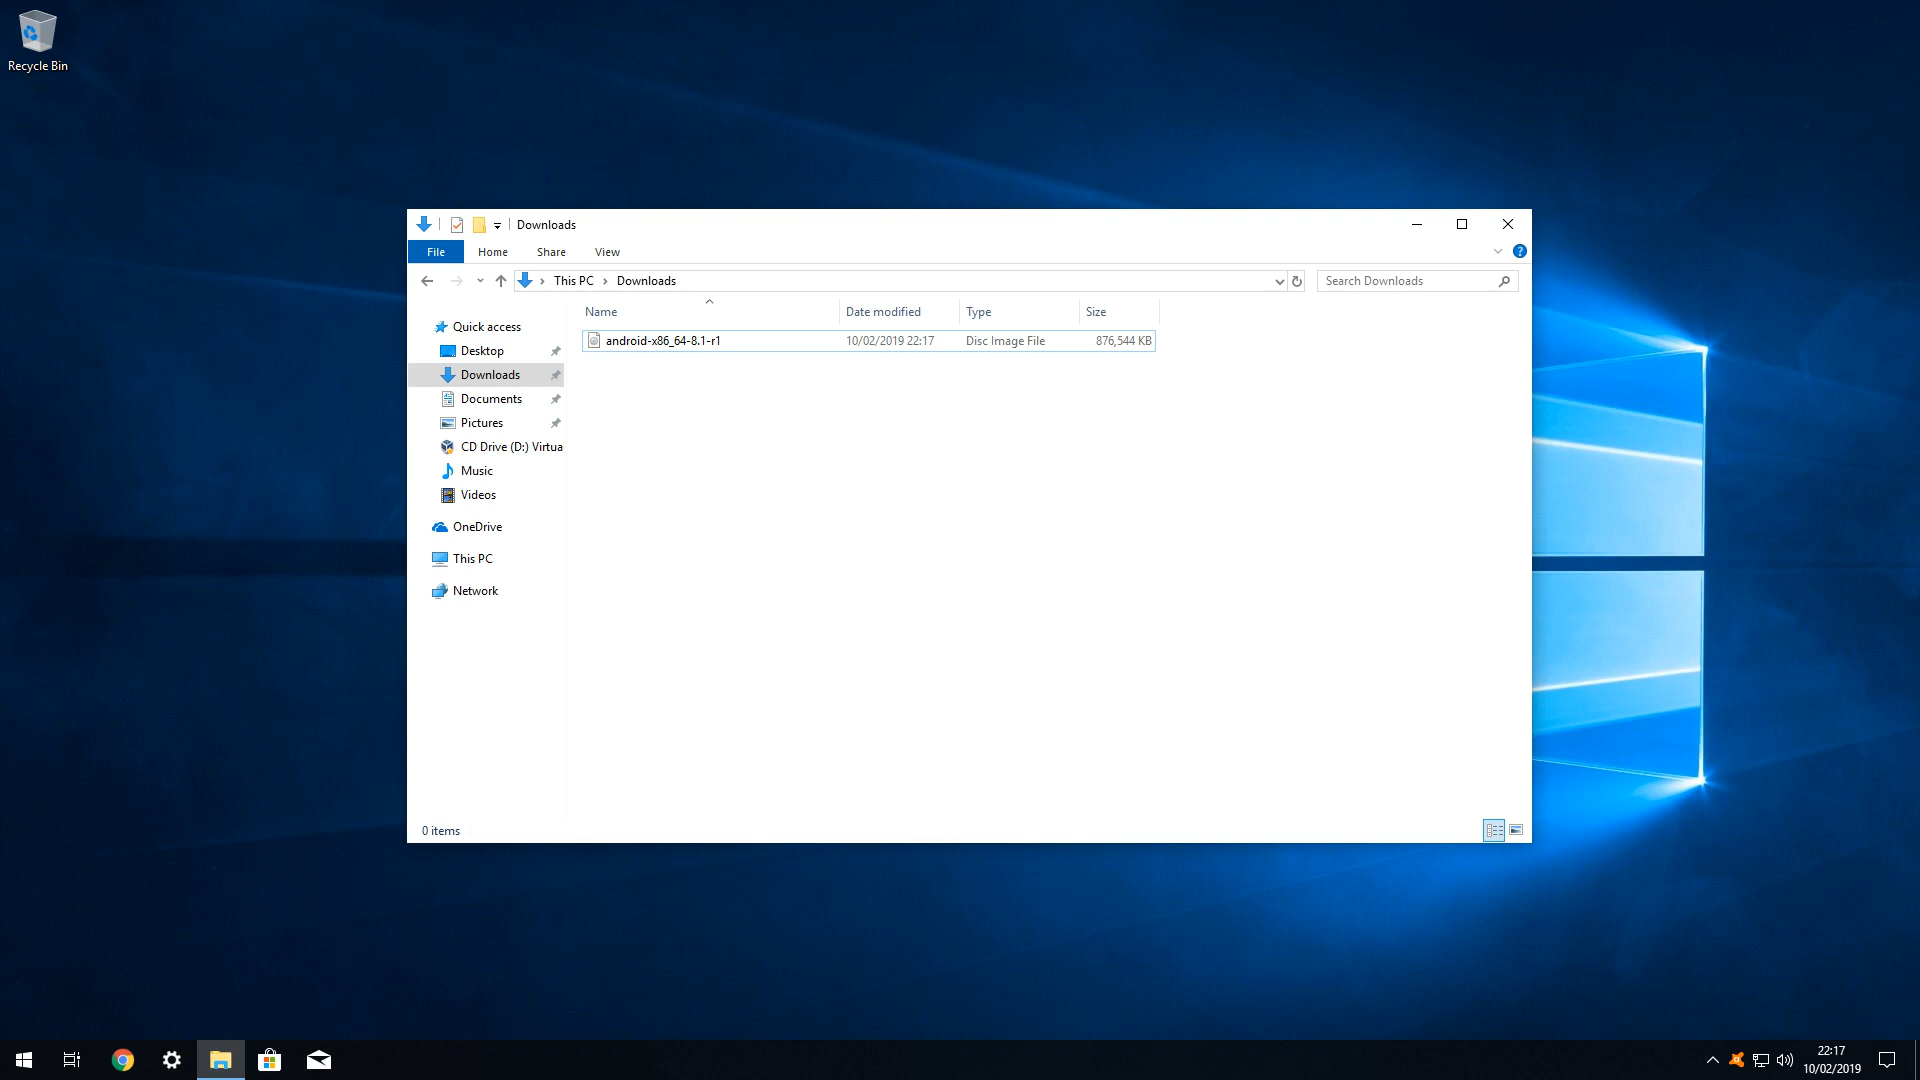 Recycle Bin
Downloads
File Home Share View
This PC Downloads
Search Downloads
Name Date modified Type Size
android-x86_64-8.1-r1 10/02/2019 22:17 Disc Image File 876,544 KB
Quick access
Desktop
Downloads
Documents
Pictures
CD Drive (D:) Virtua
Music
Videos
OneDrive
This PC
Network
0 items
22:17
10/02/2019